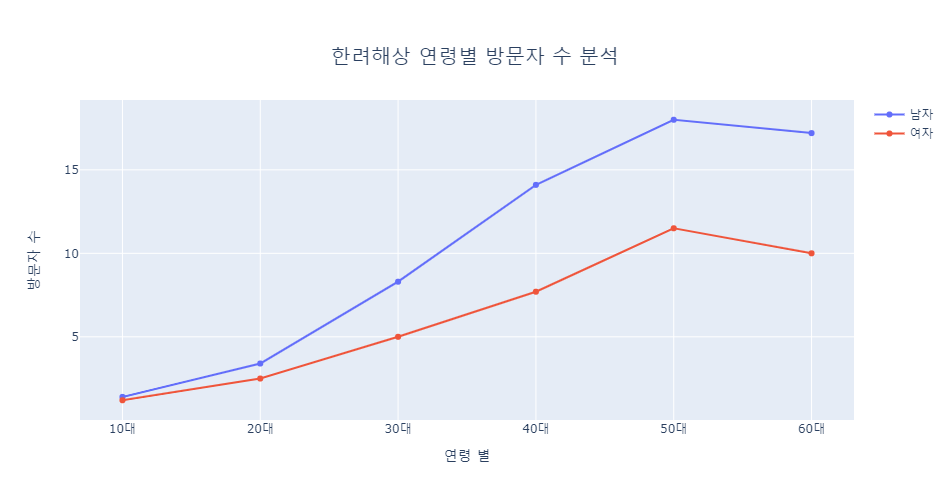 한려해상 연령별 방문자 수 분석
남자
여자
15
10
5
방문자 수
10대
20대
30대
40대
50대
60대
연령 별